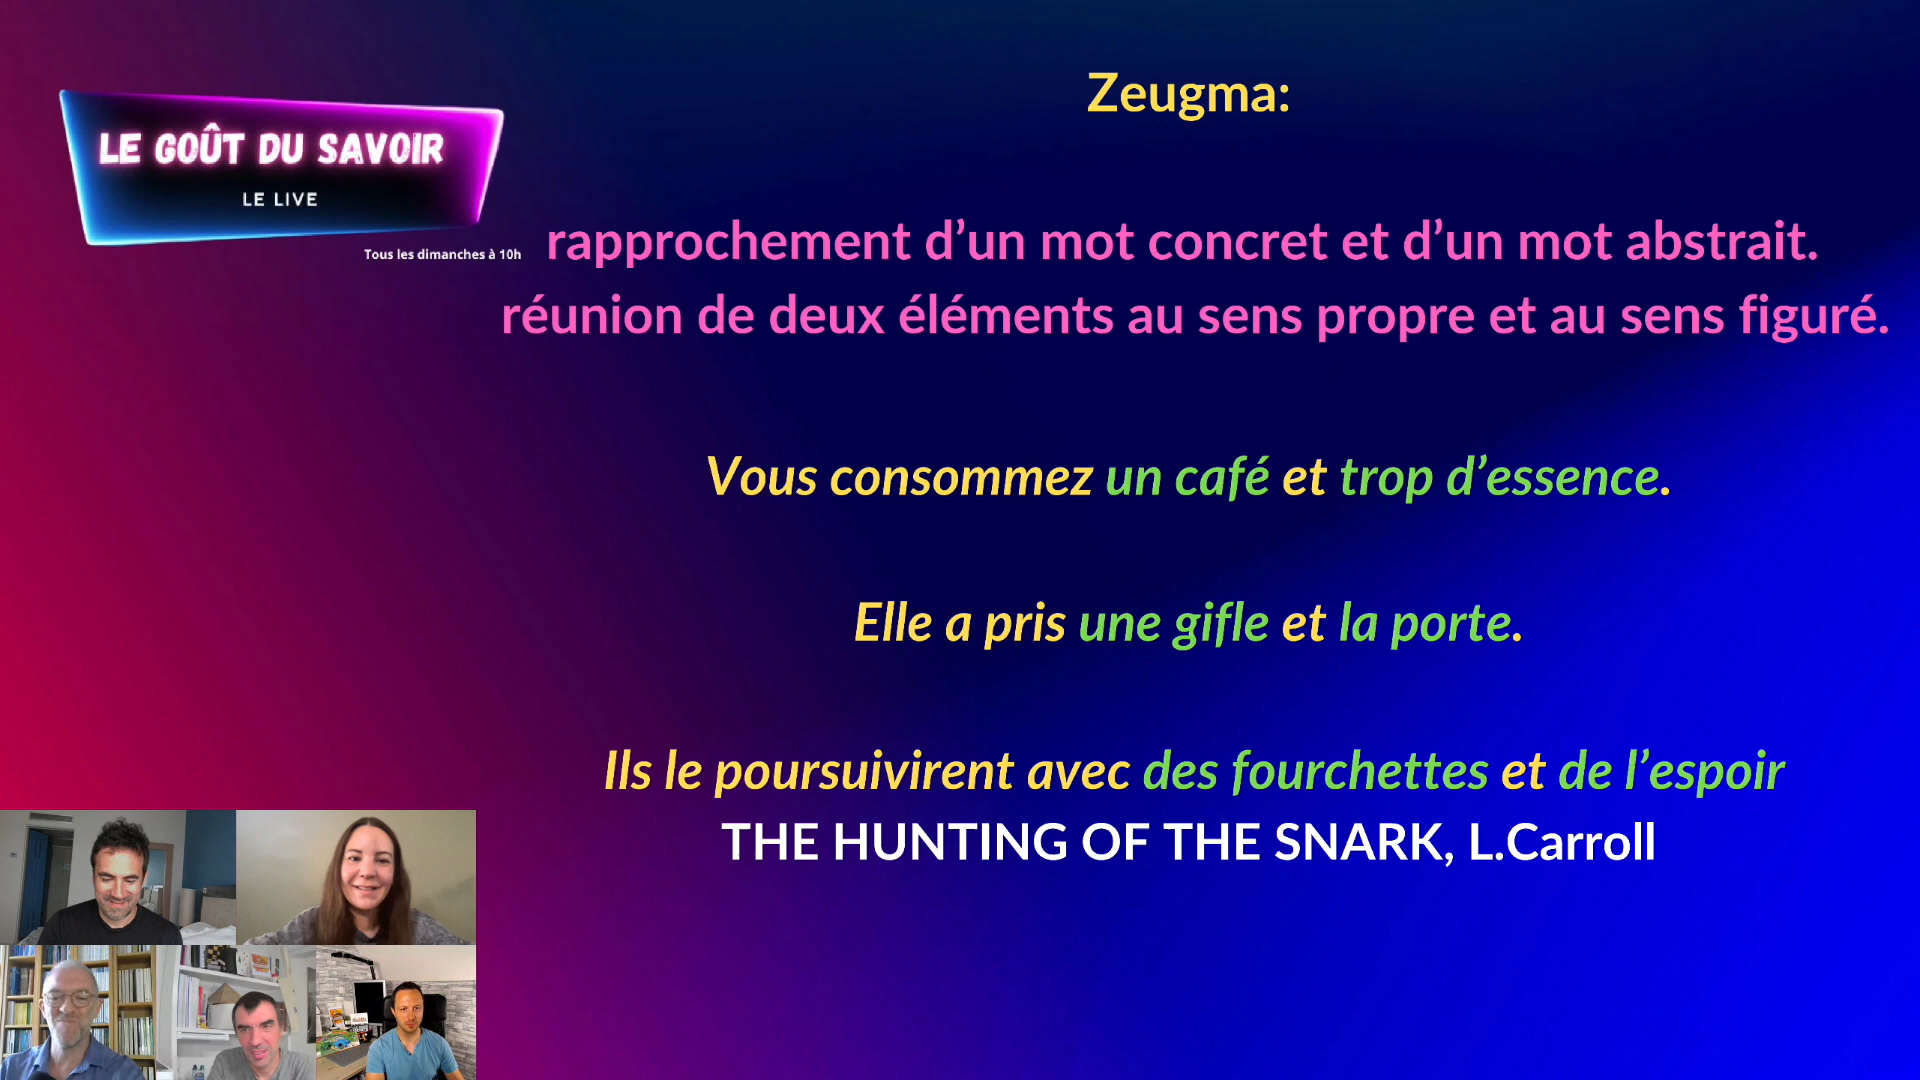 LE GOÛT DU SAVOIR
LE LIVE
Tous les dimanches à 10h
Zeugma:
rapprochement d’un mot concret et d’un mot abstrait.
réunion de deux éléments au sens propre et au sens figuré.
Vous consommez un café et trop d’essence.
Elle a pris une gifle et la porte.
Ils le poursuivirent avec des fourchettes et de l’espoir
THE HUNTING OF THE SNARK, L.Carroll